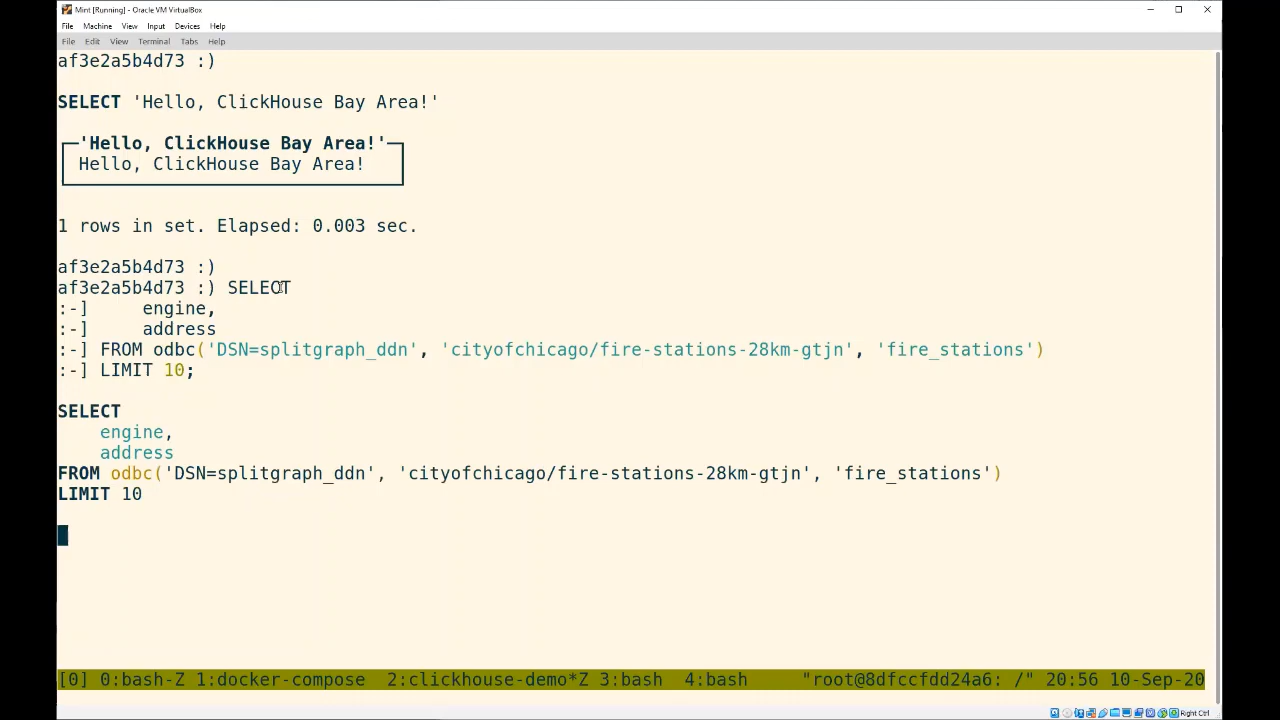 Mint [Running] - Oracle VM VirtualBox
File Machine View Input Devices Help
File Edit View Terminal Tabs Help
af3e2a5b4d73 :)
SELECT 'Hello, ClickHouse Bay Area!'
'Hello, ClickHouse Bay Area!'
Hello, ClickHouse Bay Area!
1 rows in set. Elapsed: 0.003 sec.
af3e2a5b4d73 :)
af3e2a5b4d73 :) SELECT
:-] engine,
:-] address
:-] FROM odbc('DSN=splitgraph_ddn', 'cityofchicago/fire-stations-28km-gtjn', 'fire_stations')
:-] LIMIT 10;
SELECT
engine,
address
FROM odbc('DSN=splitgraph_ddn', 'cityofchicago/fire-stations-28km-gtjn', 'fire_stations')
LIMIT 10
[0] 0:bash-Z 1:docker-compose 2:clickhouse-demo*Z 3:bash 4:bash "root@8dfccfdd24a6: /" 20:56 10-Sep-20
Right Ctrl